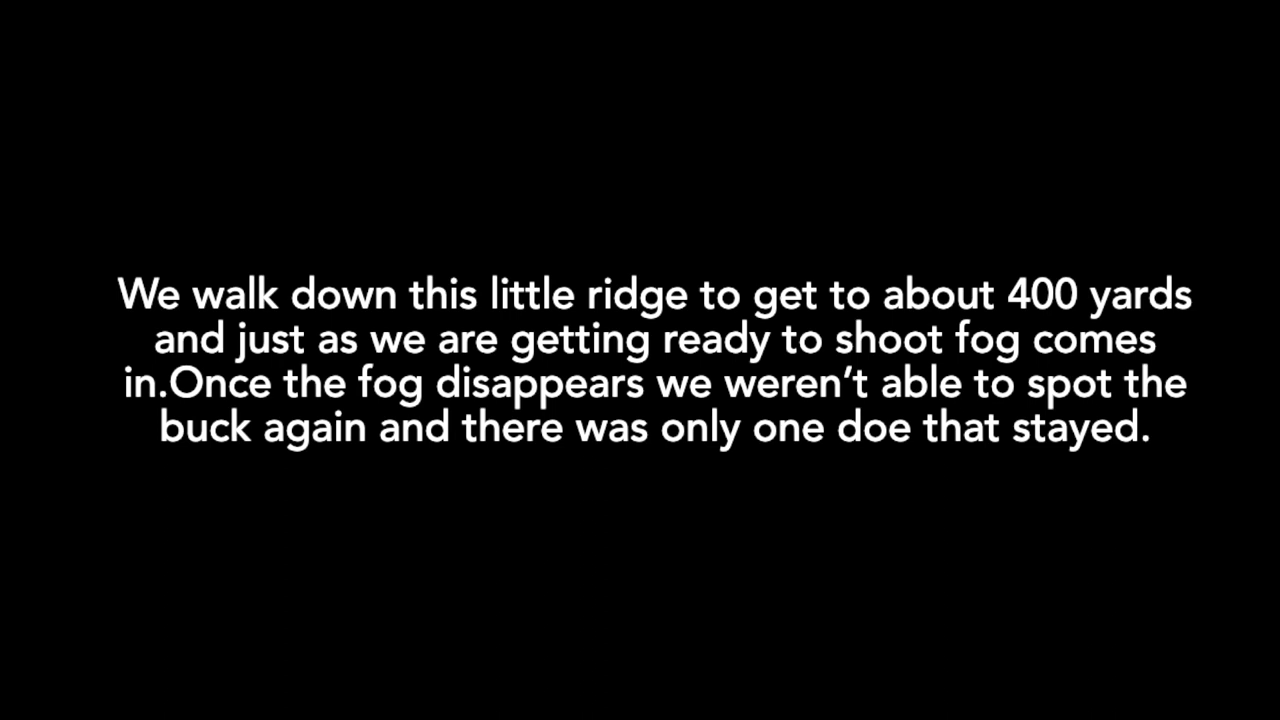 We walk down this little ridge to get to about 400 yards
and just as we are getting ready to shoot fog comes
in.Once the fog disappears we weren’t able to spot the
buck again and there was only one doe that stayed.